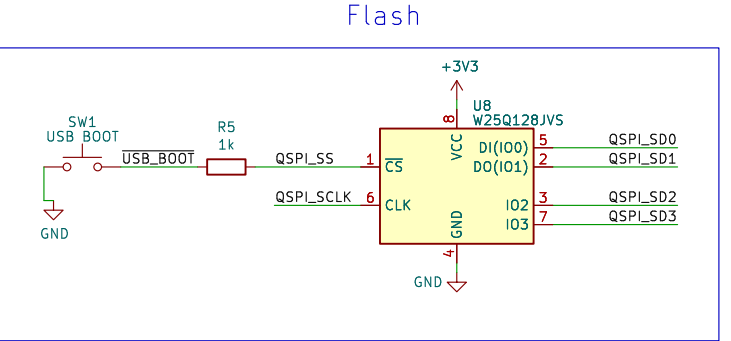 Flash
+3V3
SW1
USB BOOT
USB_BOOT
R5
1k
QSPI_SS
QSPI_SCLK
1
6
CS
CLK
8
VCC
U8
W25Q128JVS
DI(IO0)
DO(IO1)
IO2
IO3
GND
4
5
2
3
7
QSPI_SD0
QSPI_SD1
QSPI_SD2
QSPI_SD3
GND
GND